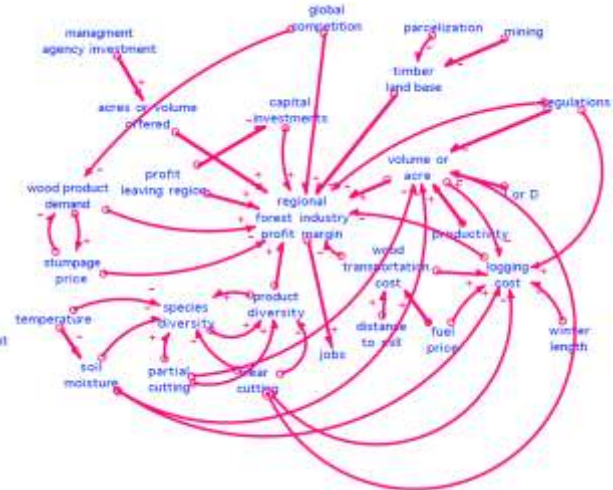 global
competition
managment
agency investment
parcelization
mining
timber
land base
acres or volume
offered
capital
investments
regulations
profit
leaving region
volume or
acre
wood product
demand
regional
forest industry
profit margin
or D
productivity
stumpage
price
wood
transportation
cost
logging
cost
species
diversity
product
diversity
temperature
distance
to
fuel
price
winter
length
jobs
soil
moisture
partial
cutting
clear
cutting